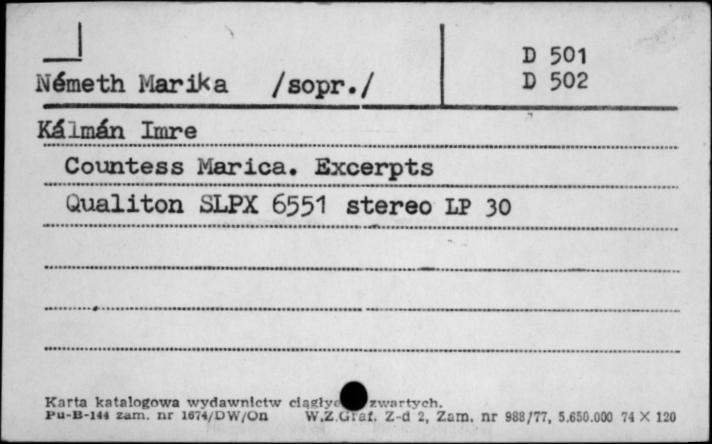 D 501
Németh Marika /sopr./ D 502
Kálmán Imre
Countess Marica. Excerpts
Qualiton SLPX 6551 stereo LP 30
Karta katalogowa wydawnictw zwartych.
Pu-B-144 zam. nr 1674/DW/On W.Z.Graf. Z-d 2, Zam. nr 988/77, 5.650.000 74 × 120